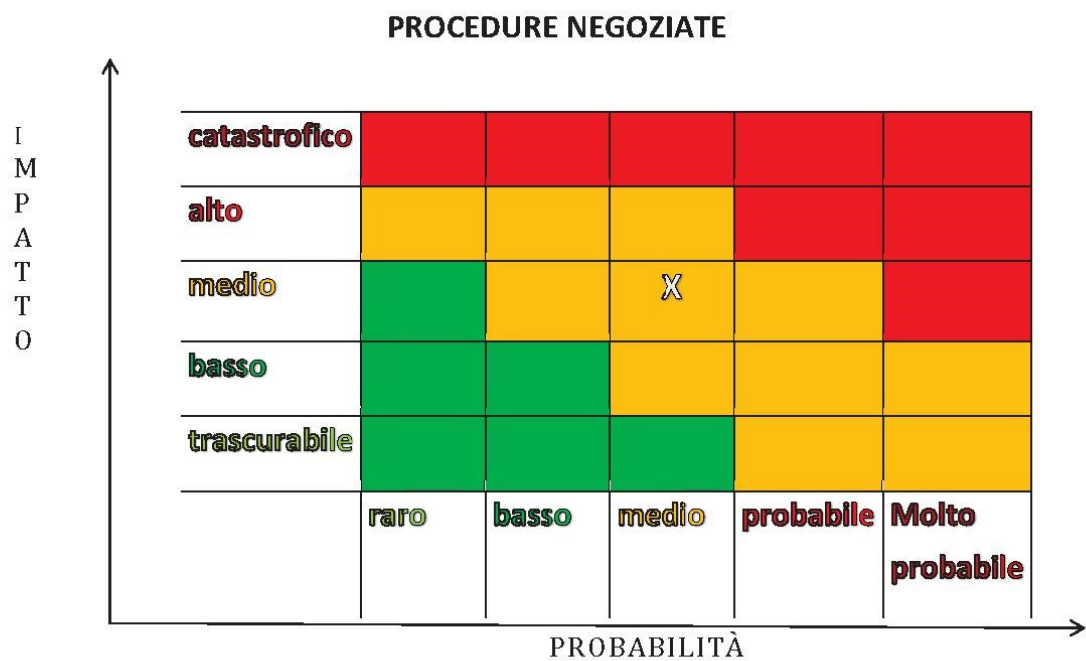 PROCEDURE NEGOZIATE
IMPATTO
catastrofico
alto
medio
X
basso
trascurabile
raro basso medio probabile Molto
probabile
PROBABILITÀ